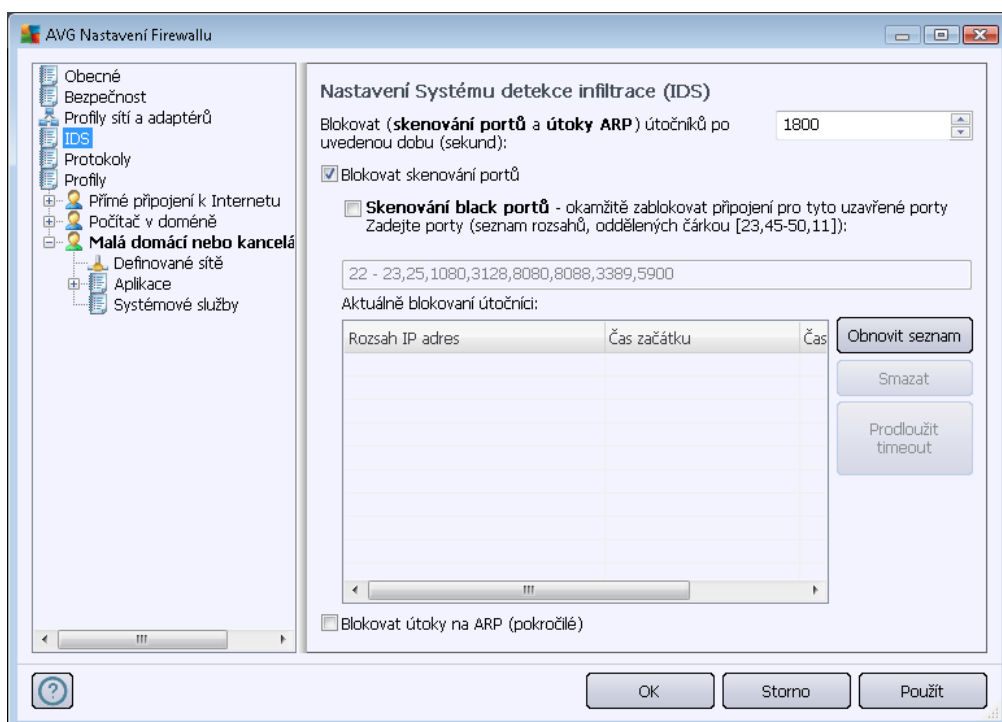 AVG Nastavení Firewallu
Obecné
Bezpečnost
Profily sítí a adaptérů
IDS
Protokoly
Profily
Přímé připojení k Internetu
Počítač v doméně
Malá domácí nebo kancelá
Definované sítě
Aplikace
Systémové služby
Nastavení Systému detekce infiltrace (IDS)
Blokovat (skenování portů a útoky ARP) útočníků po
uvedenou dobu (sekund):
1800
Blokovat skenování portů
Skenování black portů - okamžitě zablokovat připojení pro tyto uzavřené porty
Zadejte porty (seznam rozsahů, oddělených čárkou [23,45-50,11]):
22 - 23,25,1080,3128,8080,8088,3389,5900
Aktuálně blokovaní útočníci:
Rozsah IP adres
Čas začátku
Čas
Obnovit seznam
Smazat
Prodloužit
timeout
Blokovat útoky na ARP (pokročilé)
OK
Storno
Použít